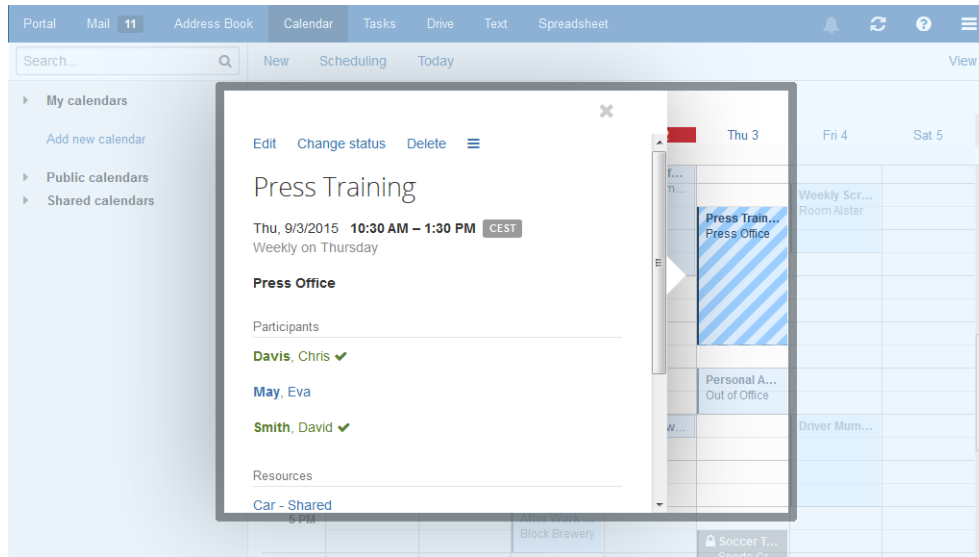 Portal Mail 11 Address Book Calendar Tasks Drive Text Spreadsheet
Search... New Scheduling Today View
My calendars
Add new calendar
Public calendars
Shared calendars
Edit Change status Delete
Press Training
Thu, 9/3/2015 10:30 AM – 1:30 PM CEST
Weekly on Thursday
Press Office
Participants
Davis, Chris
May, Eva
Smith, David
Resources
Car - Shared
Thu 3 Fri 4 Sat 5
Weekly Scr...
Room Alster
Press Train...
Press Office
Personal A...
Out of Office
Driver Mum...
5 PM
After Work ...
Block Brewery
Soccer T...